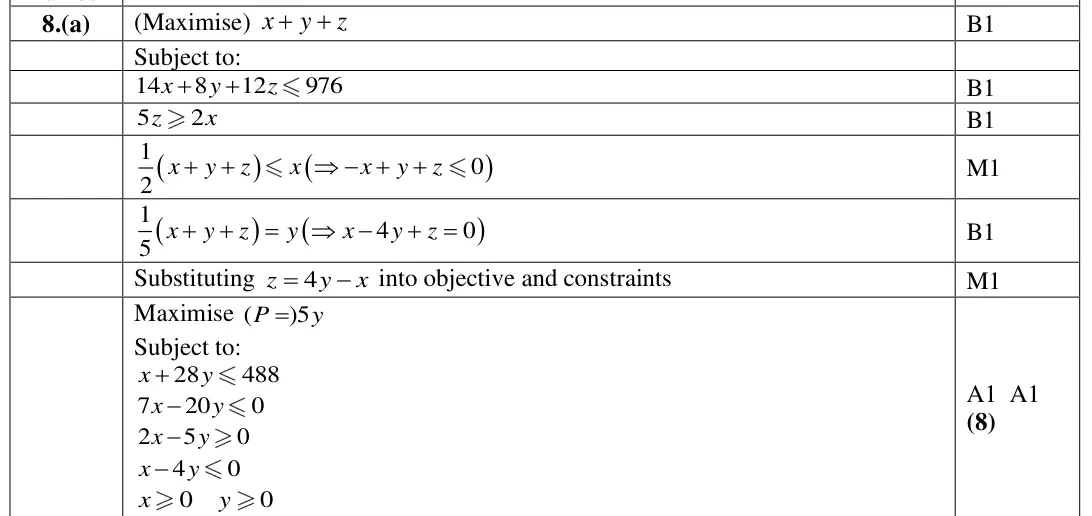 8.(a) (Maximise) x + y + z B1
Subject to:
14x + 8y + 12z ⩽ 976 B1
5z ⩾ 2x B1
1/2 (x + y + z) ⩽ x (⇒ −x + y + z ⩽ 0) M1
1/5 (x + y + z) = y (⇒ x − 4y + z = 0) B1
Substituting z = 4y − x into objective and constraints M1
Maximise (P =)5y
Subject to:
x + 28y ⩽ 488
7x − 20y ⩽ 0
2x − 5y ⩾ 0
x − 4y ⩽ 0
x ⩾ 0 y ⩾ 0
A1 A1
(8)